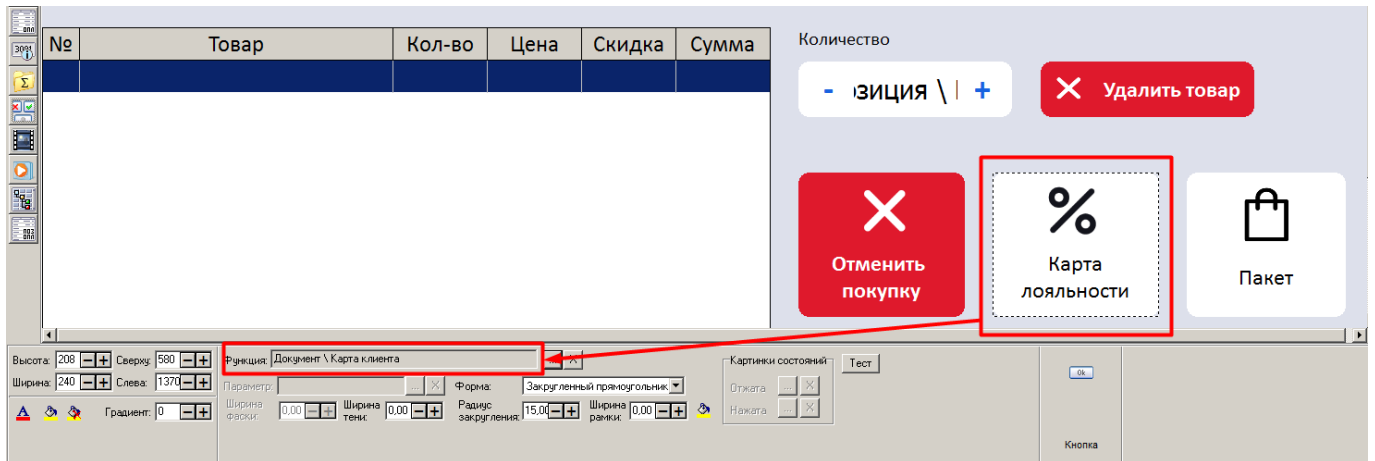 № Товар Кол-во Цена Скидка Сумма
Количество
- зиция \ +
Удалить товар
Отменить
покупку
Карта
лояльности
Пакет
Высота: 208 Сверху: 580
Ширина: 240 Слева: 1370
Градиент: 0
Функция: Документ \ Карта клиента ... X
Параметр: ... X
Форма: Закругленный прямоугольник
Ширина
фаски: 0,00
Ширина
тени: 0,00
Радиус
закругления: 15,00
Ширина
рамки: 0,00
Картинки состояний
Отжата ... X
Нажата ... X
Тест
Ok
Кнопка